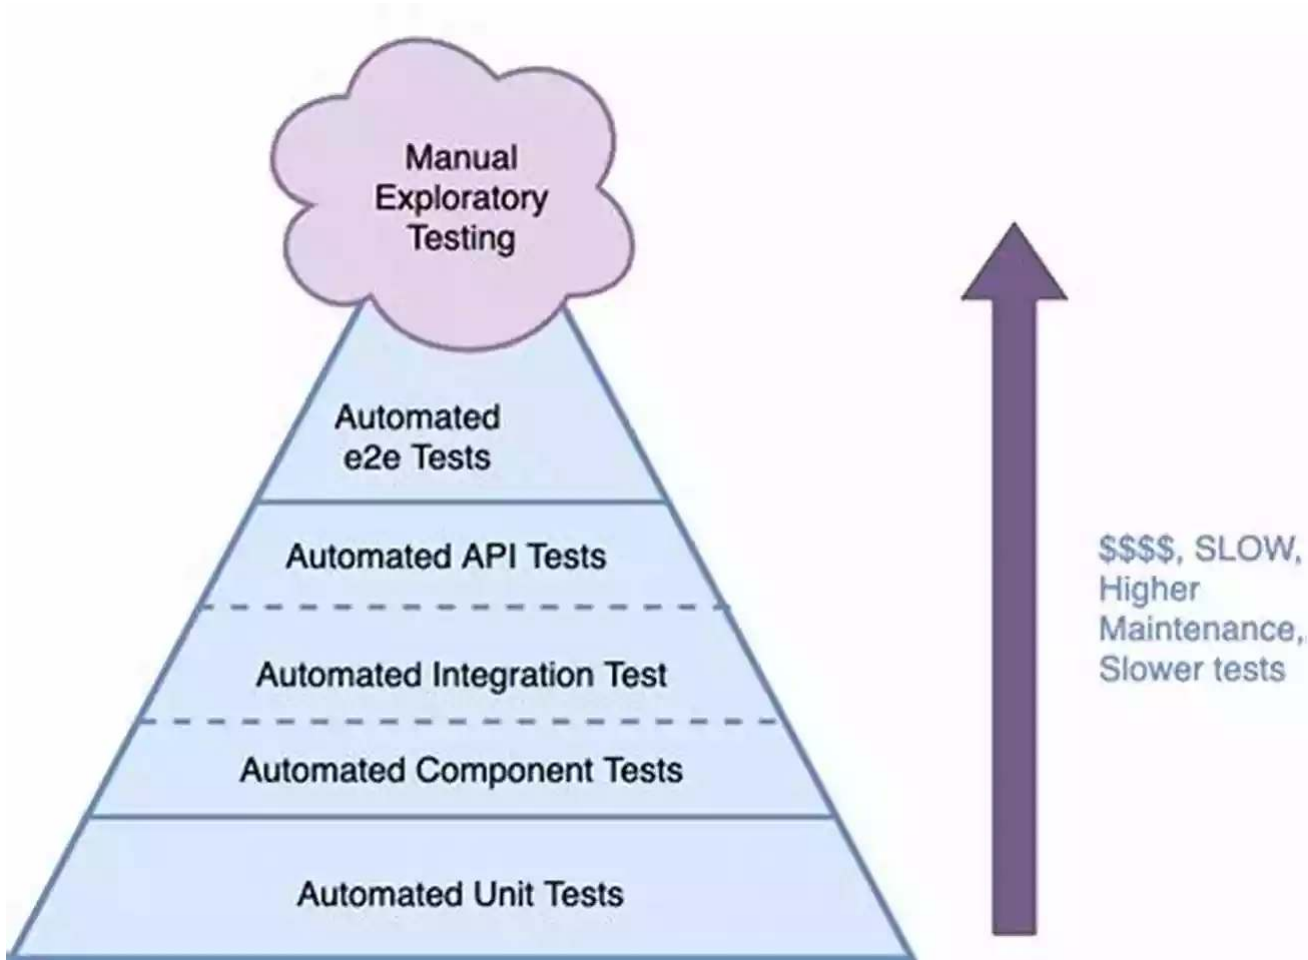 Manual
Exploratory
Testing
Automated
e2e Tests
Automated API Tests
Automated Integration Test
Automated Component Tests
Automated Unit Tests
$$$$, SLOW,
Higher
Maintenance,
Slower tests